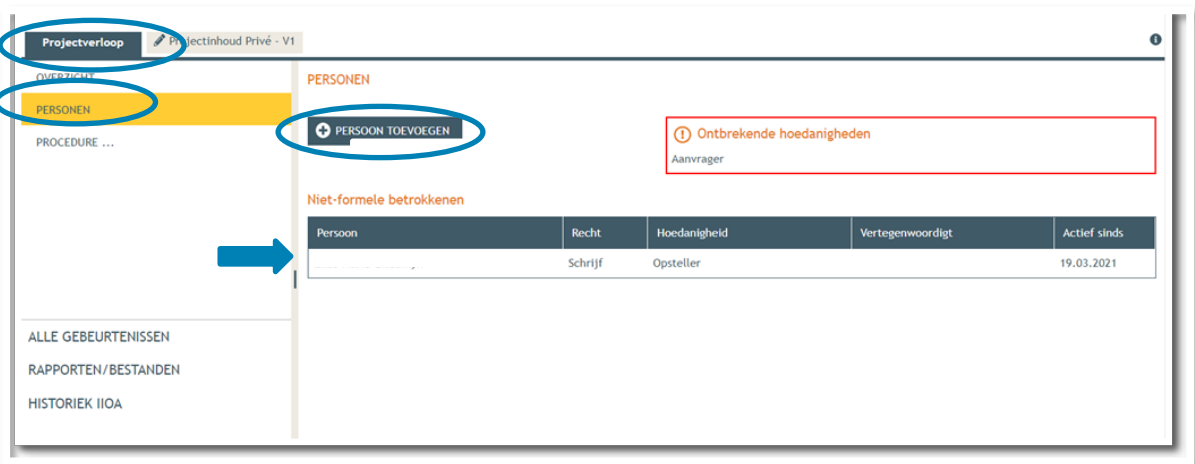 Projectverloop
Projectinhoud Privé - V1
OVERZICHT
PERSONEN
PROCEDURE ...
ALLE GEBEURTENISSEN
RAPPORTEN/BESTANDEN
HISTORIEK IIOA
PERSONEN
PERSOON TOEVOEGEN
Ontbrekende hoedanigheden
Aanvrager
Niet-formele betrokkenen
Persoon Recht Hoedanigheid Vertegenwoordigt Actief sinds
Schrijf Opsteller 19.03.2021